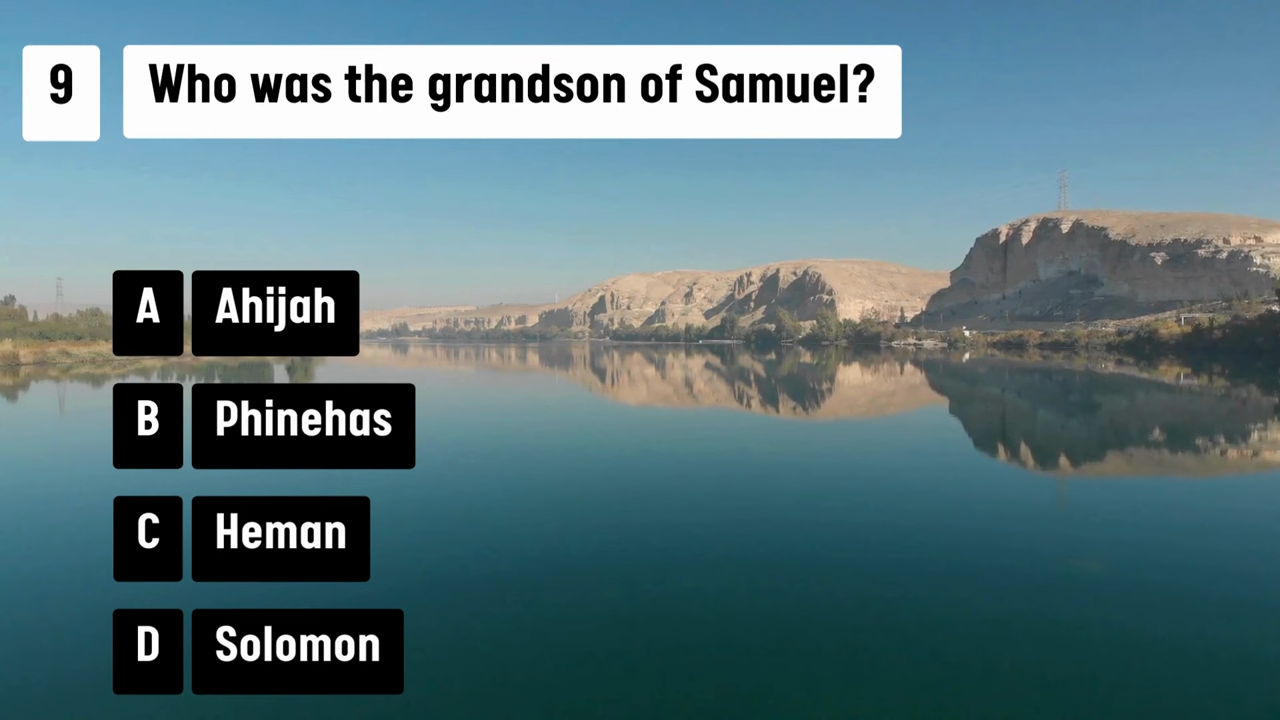 9 Who was the grandson of Samuel?
A Ahijah
B Phinehas
C Heman
D Solomon